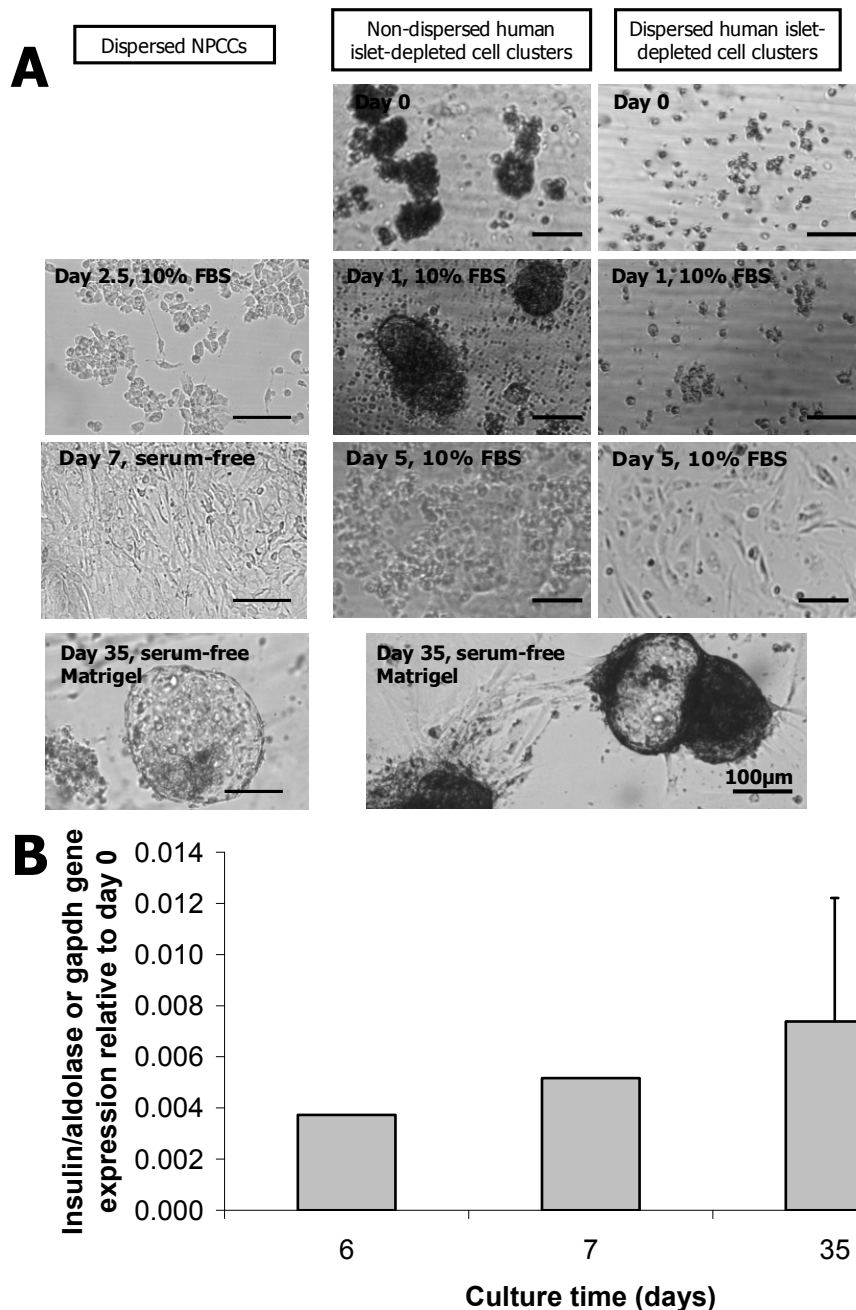 A
Dispersed NPCCs
Non-dispersed human
islet-depleted cell clusters
Dispersed human islet-
depleted cell clusters
Day 0
Day 0
Day 2.5, 10% FBS
Day 1, 10% FBS
Day 1, 10% FBS
Day 7, serum-free
Day 5, 10% FBS
Day 5, 10% FBS
Day 35, serum-free
Matrigel
Day 35, serum-free
Matrigel
100µm
B
Insulin/aldolase or gapdh gene
expression relative to day 0
0.014
0.012
0.010
0.008
0.006
0.004
0.002
0.000
6
7
35
Culture time (days)